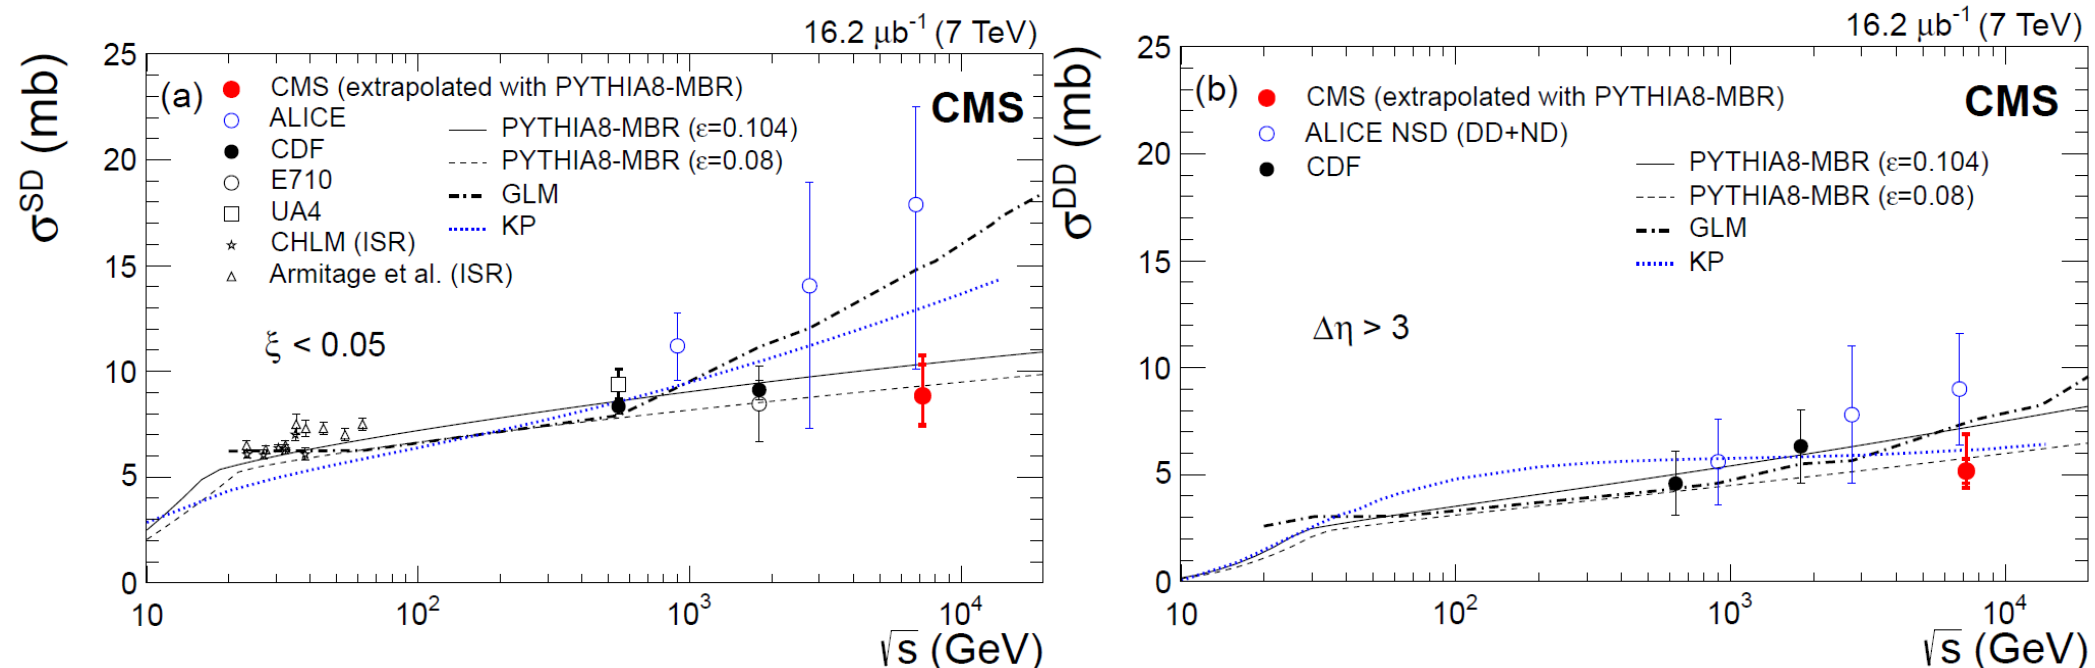 16.2 μb⁻¹ (7 TeV)
σ^SD (mb)
25
20
15
10
5
0
(a)
CMS (extrapolated with PYTHIA8-MBR)
ALICE
CDF
E710
UA4
CHLM (ISR)
Armitage et al. (ISR)
PYTHIA8-MBR (ε=0.104)
PYTHIA8-MBR (ε=0.08)
GLM
KP
CMS
ξ < 0.05
10 10² 10³ 10⁴
√s (GeV)
16.2 μb⁻¹ (7 TeV)
σ^DD (mb)
25
20
15
10
5
0
(b)
CMS (extrapolated with PYTHIA8-MBR)
ALICE NSD (DD+ND)
CDF
CMS
PYTHIA8-MBR (ε=0.104)
PYTHIA8-MBR (ε=0.08)
GLM
KP
Δη > 3
10 10² 10³ 10⁴
√s (GeV)